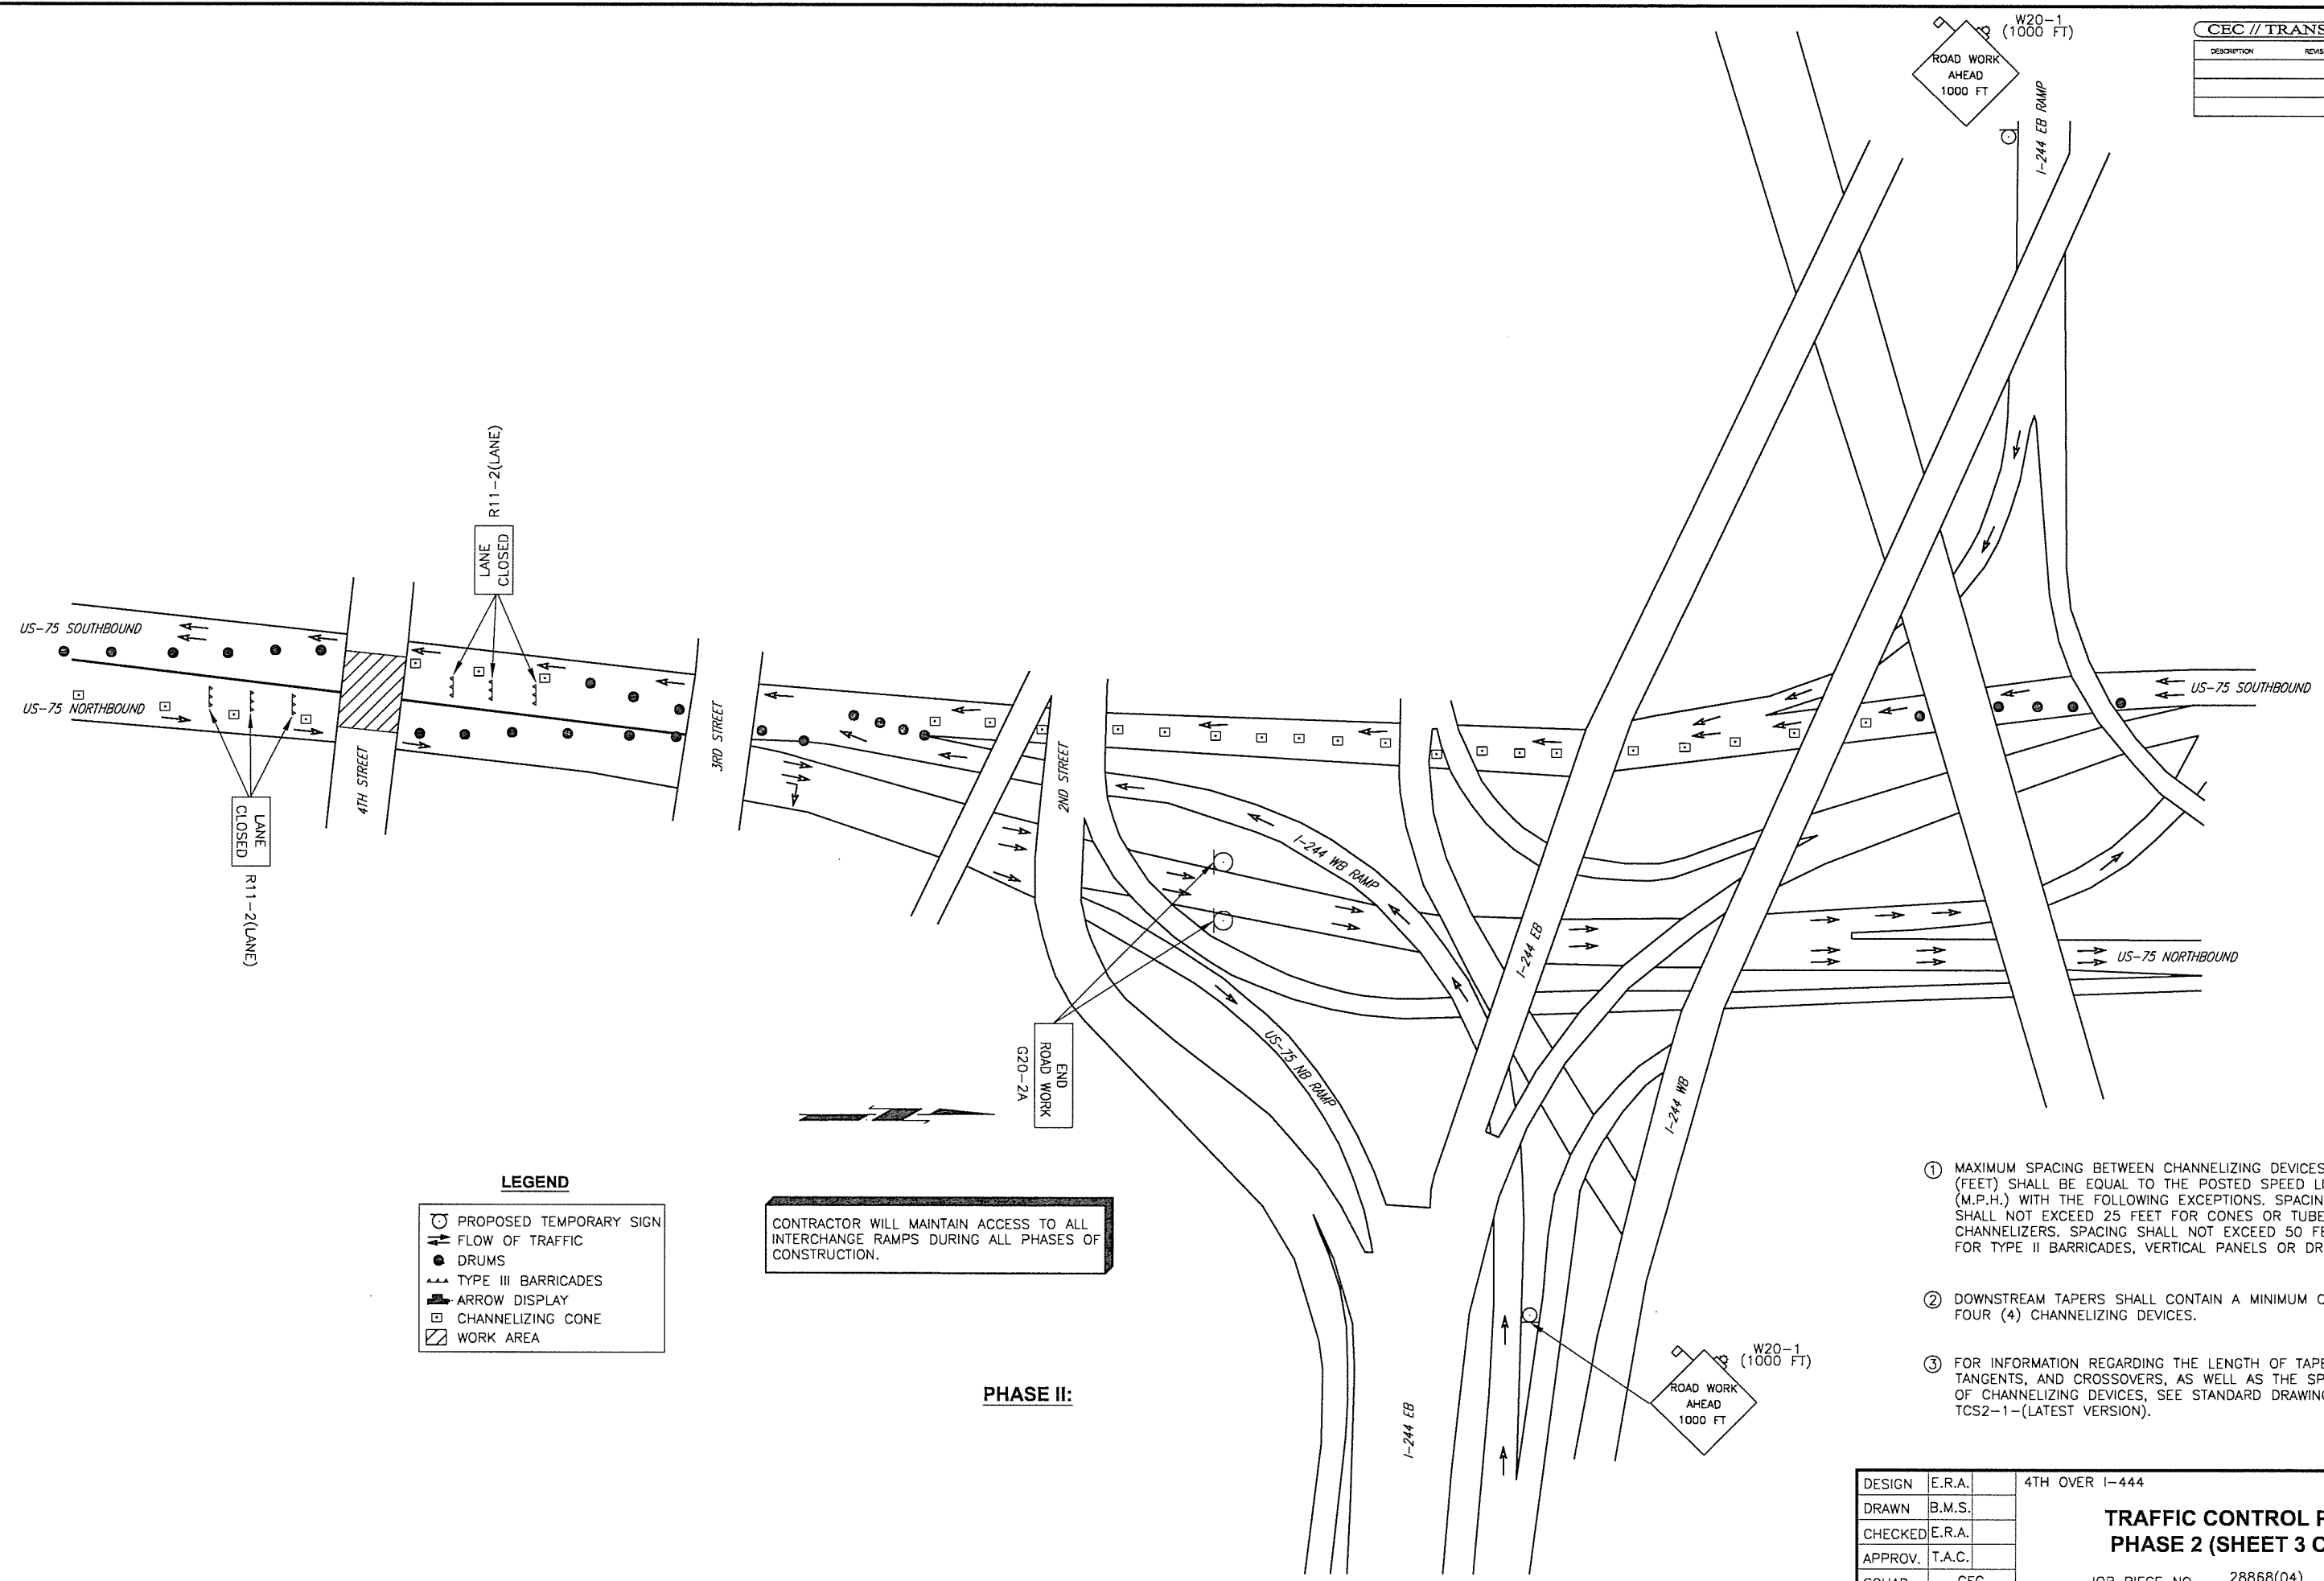 W20-1
(1000 FT)
ROAD WORK
AHEAD
1000 FT
I-244 EB RAMP
CEC // TRANS
DESCRIPTION REVIS
R11-2(LANE)
LANE
CLOSED
US-75 SOUTHBOUND
US-75 NORTHBOUND
4TH STREET
3RD STREET
2ND STREET
US-75 SOUTHBOUND
LANE
CLOSED
R11-2(LANE)
I-244 WB RAMP
I-244 EB
US-75 NORTHBOUND
END
ROAD WORK
G20-2A
US-75 NB RAMP
I-244 WB
LEGEND
PROPOSED TEMPORARY SIGN
FLOW OF TRAFFIC
DRUMS
TYPE III BARRICADES
ARROW DISPLAY
CHANNELIZING CONE
WORK AREA
CONTRACTOR WILL MAINTAIN ACCESS TO ALL
INTERCHANGE RAMPS DURING ALL PHASES OF
CONSTRUCTION.
PHASE II:
I-244 EB
W20-1
(1000 FT)
ROAD WORK
AHEAD
1000 FT
1 MAXIMUM SPACING BETWEEN CHANNELIZING DEVICES
(FEET) SHALL BE EQUAL TO THE POSTED SPEED LI
(M.P.H.) WITH THE FOLLOWING EXCEPTIONS. SPACIN
SHALL NOT EXCEED 25 FEET FOR CONES OR TUBE
CHANNELIZERS. SPACING SHALL NOT EXCEED 50 FE
FOR TYPE II BARRICADES, VERTICAL PANELS OR DR
2 DOWNSTREAM TAPERS SHALL CONTAIN A MINIMUM O
FOUR (4) CHANNELIZING DEVICES.
3 FOR INFORMATION REGARDING THE LENGTH OF TAPE
TANGENTS, AND CROSSOVERS, AS WELL AS THE SP
OF CHANNELIZING DEVICES, SEE STANDARD DRAWING
TCS2-1-(LATEST VERSION).
DESIGN E.R.A.
DRAWN B.M.S.
CHECKED E.R.A.
APPROV. T.A.C.
4TH OVER I-444
TRAFFIC CONTROL P
PHASE 2 (SHEET 3 O
28868(04)